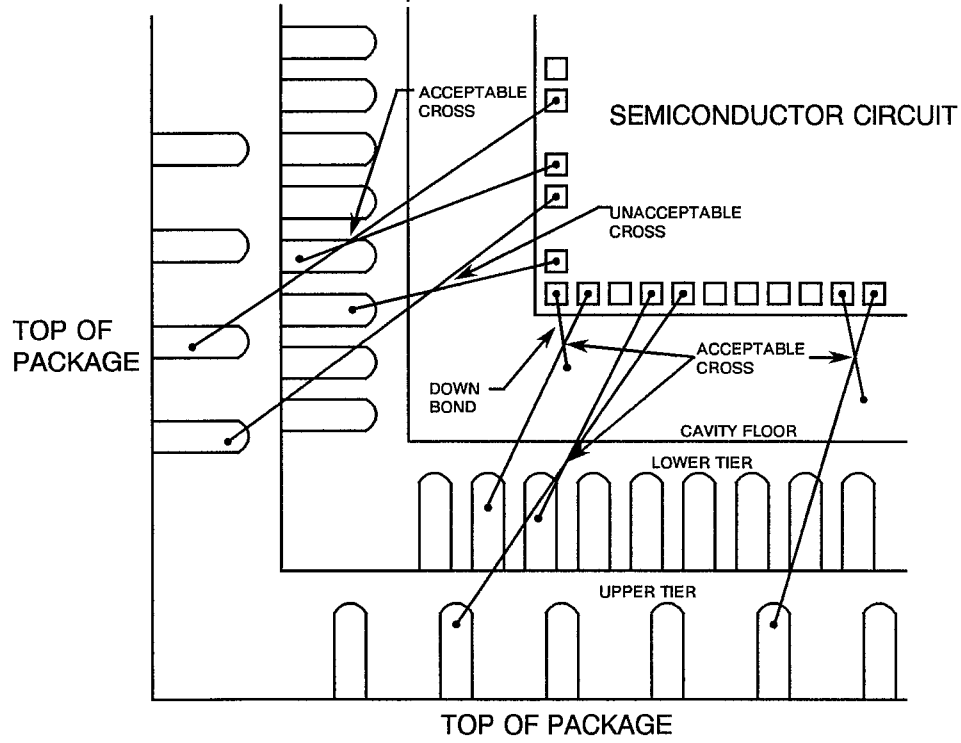 ACCEPTABLE
CROSS
SEMICONDUCTOR CIRCUIT
UNACCEPTABLE
CROSS
TOP OF
PACKAGE
ACCEPTABLE
CROSS
DOWN
BOND
CAVITY FLOOR
LOWER TIER
UPPER TIER
TOP OF PACKAGE